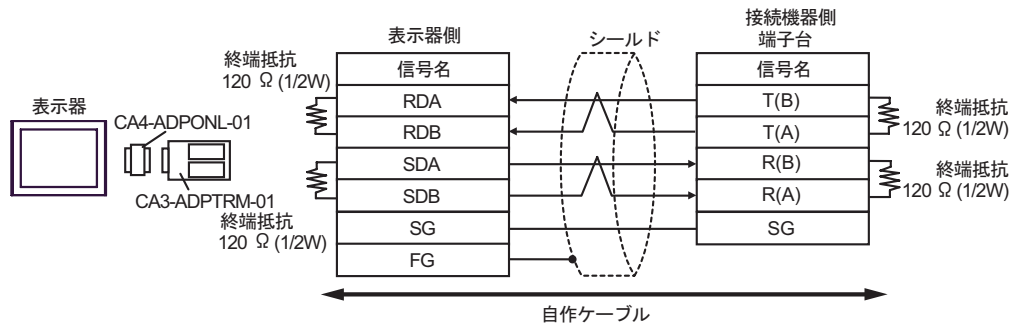 表示器
CA4-ADPONL-01
CA3-ADPTRM-01
終端抵抗
120 Ω (1/2W)
終端抵抗
120 Ω (1/2W)
表示器側
信号名
RDA
RDB
SDA
SDB
SG
FG
シールド
接続機器側
端子台
信号名
T(B)
T(A)
R(B)
R(A)
SG
終端抵抗
120 Ω (1/2W)
終端抵抗
120 Ω (1/2W)
自作ケーブル